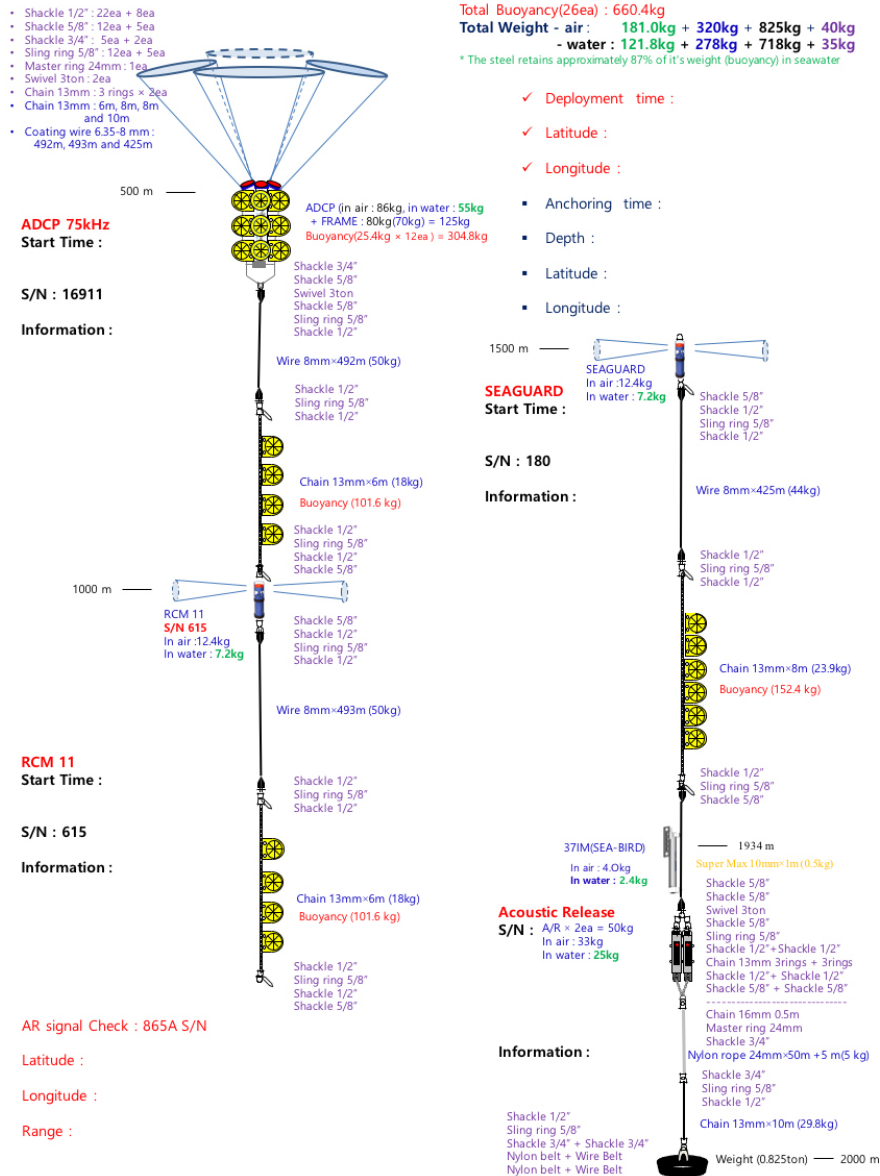 • Shackle 1/2″ : 22ea + 8ea
• Shackle 5/8″ : 12ea + 5ea
• Shackle 3/4″ : 5ea + 2ea
• Sling ring 5/8″ : 12ea + 5ea
• Master ring 24mm : 1ea
• Swivel 3ton : 2ea
• Chain 13mm : 3 rings × 2ea
• Chain 13mm : 6m, 8m, 8m
and 10m
• Coating wire 6.35-8 mm :
492m, 493m and 425m
Total Buoyancy(26ea) : 660.4kg
Total Weight - air : 181.0kg + 320kg + 825kg + 40kg
- water : 121.8kg + 278kg + 718kg + 35kg
* The steel retains approximately 87% of it's weight (buoyancy) in seawater
✓ Deployment time :
✓ Latitude :
✓ Longitude :
▪ Anchoring time :
▪ Depth :
▪ Latitude :
▪ Longitude :
500 m
ADCP 75kHz
Start Time :
S/N : 16911
Information :
ADCP (in air : 86kg, in water : 55kg
+ FRAME : 80kg(70kg) = 125kg
Buoyancy(25.4kg × 12ea ) = 304.8kg
Shackle 3/4″
Shackle 5/8″
Swivel 3ton
Shackle 5/8″
Sling ring 5/8″
Shackle 1/2″
Wire 8mm×492m (50kg)
Shackle 1/2″
Sling ring 5/8″
Shackle 1/2″
Chain 13mm×6m (18kg)
Buoyancy (101.6 kg)
Shackle 1/2″
Sling ring 5/8″
Shackle 1/2″
Shackle 5/8″
1000 m
RCM 11
S/N 615
In air :12.4kg
In water : 7.2kg
Shackle 5/8″
Shackle 1/2″
Sling ring 5/8″
Shackle 1/2″
Wire 8mm×493m (50kg)
RCM 11
Start Time :
S/N : 615
Information :
Shackle 1/2″
Sling ring 5/8″
Shackle 1/2″
Chain 13mm×6m (18kg)
Buoyancy (101.6 kg)
Shackle 1/2″
Sling ring 5/8″
Shackle 1/2″
Shackle 5/8″
AR signal Check : 865A S/N
Latitude :
Longitude :
Range :
1500 m
SEAGUARD
In air :12.4kg
In water : 7.2kg
SEAGUARD
Start Time :
S/N : 180
Information :
Shackle 5/8″
Shackle 1/2″
Sling ring 5/8″
Shackle 1/2″
Wire 8mm×425m (44kg)
Shackle 1/2″
Sling ring 5/8″
Shackle 1/2″
Chain 13mm×8m (23.9kg)
Buoyancy (152.4 kg)
Shackle 1/2″
Sling ring 5/8″
Shackle 5/8″
37IM(SEA-BIRD)
In air : 4.0kg
In water : 2.4kg
1934 m
Super Max 10mm×1m (0.5kg)
Acoustic Release
S/N : A/R × 2ea = 50kg
In air : 33kg
In water : 25kg
Shackle 5/8″
Shackle 5/8″
Swivel 3ton
Shackle 5/8″
Sling ring 5/8″
Shackle 1/2″+Shackle 1/2″
Chain 13mm 3rings + 3rings
Shackle 1/2″+ Shackle 1/2″
Shackle 5/8″ + Shackle 5/8″
Chain 16mm 0.5m
Master ring 24mm
Shackle 3/4″
Information :
Nylon rope 24mm×50m +5 m(5 kg)
Shackle 3/4″
Sling ring 5/8″
Shackle 1/2″
Chain 13mm×10m (29.8kg)
Shackle 1/2″
Sling ring 5/8″
Shackle 3/4″ + Shackle 3/4″
Nylon belt + Wire Belt
Nylon belt + Wire Belt
Weight (0.825ton)
2000 m